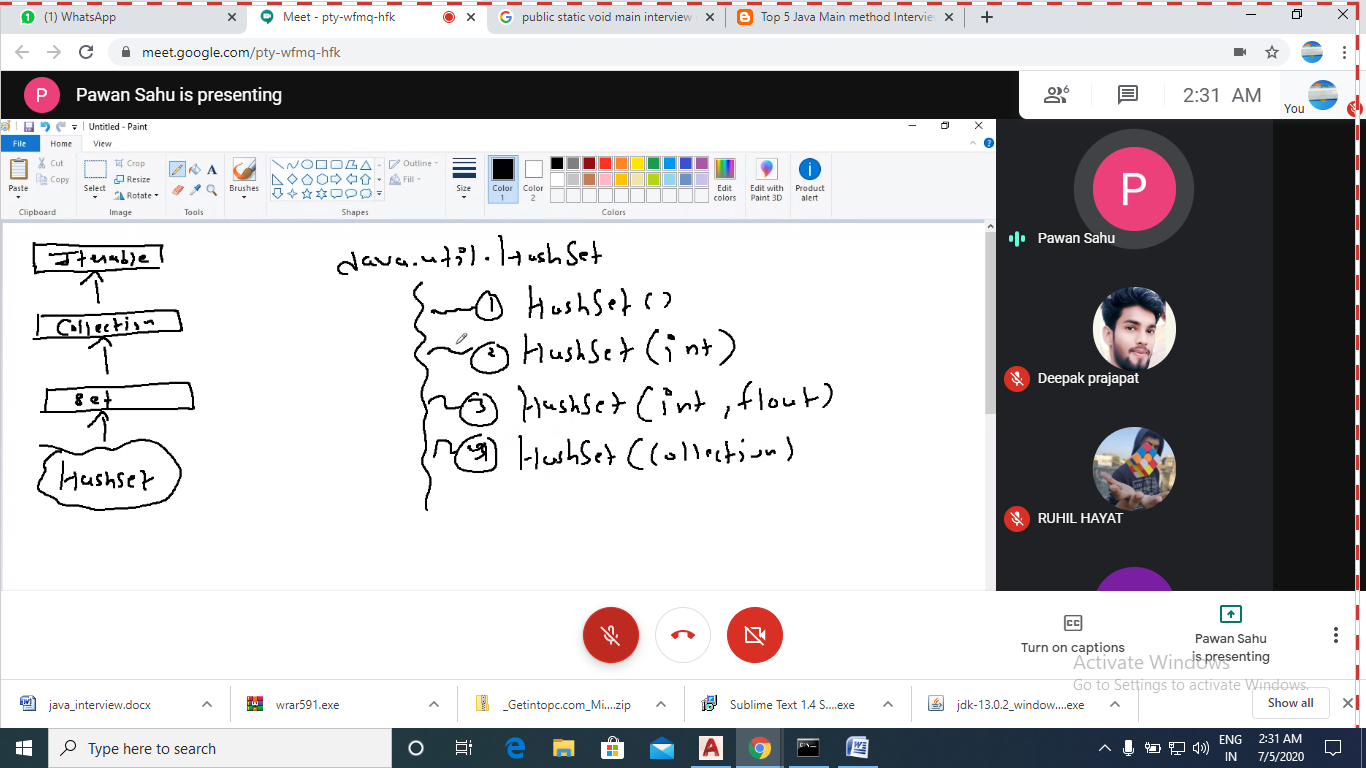 (1) WhatsApp
Meet - pty-wfmq-hfk
public static void main interview
Top 5 Java Main method Intervie
meet.google.com/pty-wfmq-hfk
P
Pawan Sahu is presenting
6
2:31 AM
You
Untitled - Paint
File
Home
View
Paste
Cut
Copy
Clipboard
Select
Crop
Resize
Rotate
Image
A
Tools
Brushes
Outline
Fill
Shapes
Size
Color
1
Color
2
Edit
colors
Colors
Edit with
Paint 3D
Product
alert
Iterable
Collection
Set
HashSet
Java.util.HashSet
1 HashSet()
2 HashSet(int)
3 HashSet(int, float)
4 HashSet(Collection)
P
Pawan Sahu
Deepak prajapat
RUHIL HAYAT
Turn on captions
Pawan Sahu
is presenting
Activate Windows
Go to Settings to activate Windows.
java_interview.docx
wrar591.exe
_Getintopc.com_Mi....zip
Sublime Text 1.4 S....exe
jdk-13.0.2_window....exe
Show all
Type here to search
ENG
IN
2:31 AM
7/5/2020